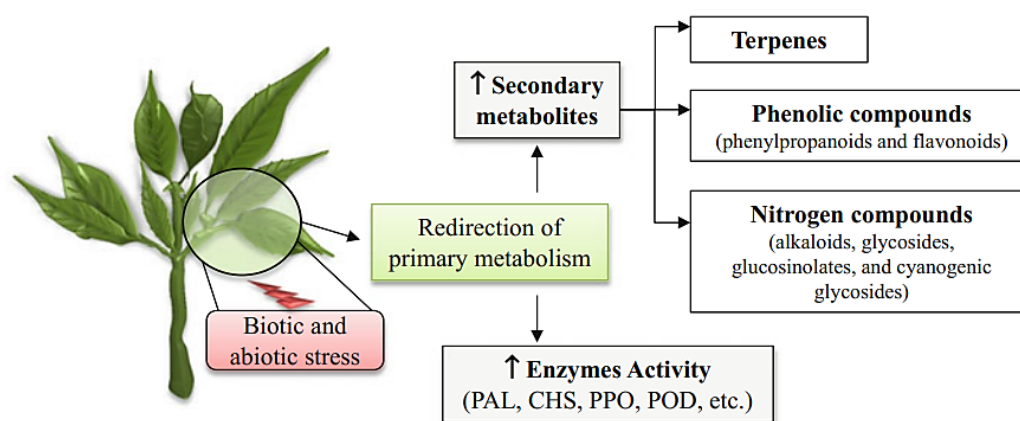 Biotic and
abiotic stress
Redirection of
primary metabolism
↑ Secondary
metabolites
Terpenes
Phenolic compounds
(phenylpropanoids and flavonoids)
Nitrogen compounds
(alkaloids, glycosides,
glucosinolates, and cyanogenic
glycosides)
↑ Enzymes Activity
(PAL, CHS, PPO, POD, etc.)